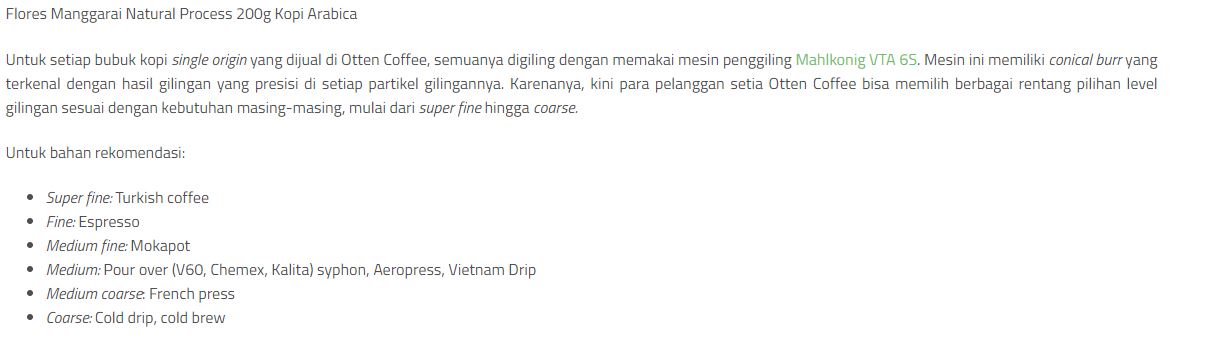 Flores Manggarai Natural Process 200g Kopi Arabica
Untuk setiap bubuk kopi single origin yang dijual di Otten Coffee, semuanya digiling dengan memakai mesin penggiling Mahlkonig VTA 6S. Mesin ini memiliki conical burr yang
terkenal dengan hasil gilingan yang presisi di setiap partikel gilingannya. Karenanya, kini para pelanggan setia Otten Coffee bisa memilih berbagai rentang pilihan level
gilingan sesuai dengan kebutuhan masing-masing, mulai dari super fine hingga coarse.
Untuk bahan rekomendasi:
• Super fine: Turkish coffee
• Fine: Espresso
• Medium fine: Mokapot
• Medium: Pour over (V60, Chemex, Kalita) syphon, Aeropress, Vietnam Drip
• Medium coarse: French press
• Coarse: Cold drip, cold brew